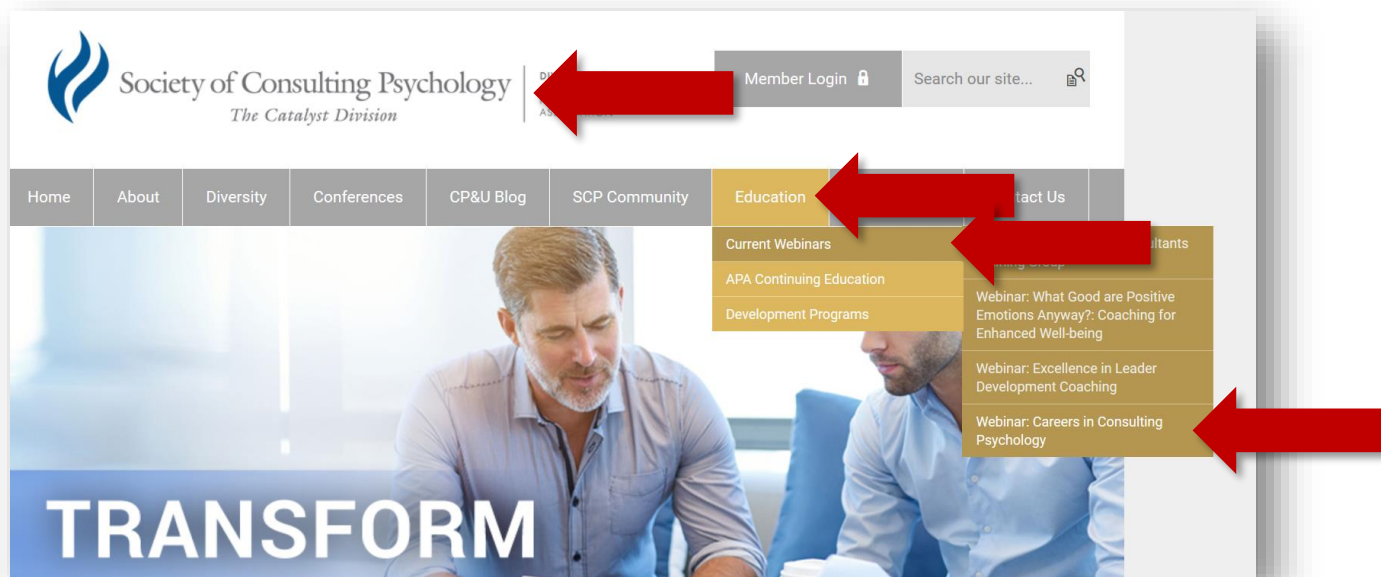 Society of Consulting Psychology
The Catalyst Division
Member Login
Search our site...
Home
About
Diversity
Conferences
CP&U Blog
SCP Community
Education
Us
Current Webinars
APA Continuing Education
Development Programs
Group
Webinar: What Good are Positive
Emotions Anyway?: Coaching for
Enhanced Well-being
Webinar: Excellence in Leader
Development Coaching
Webinar: Careers in Consulting
Psychology
TRANSFORM